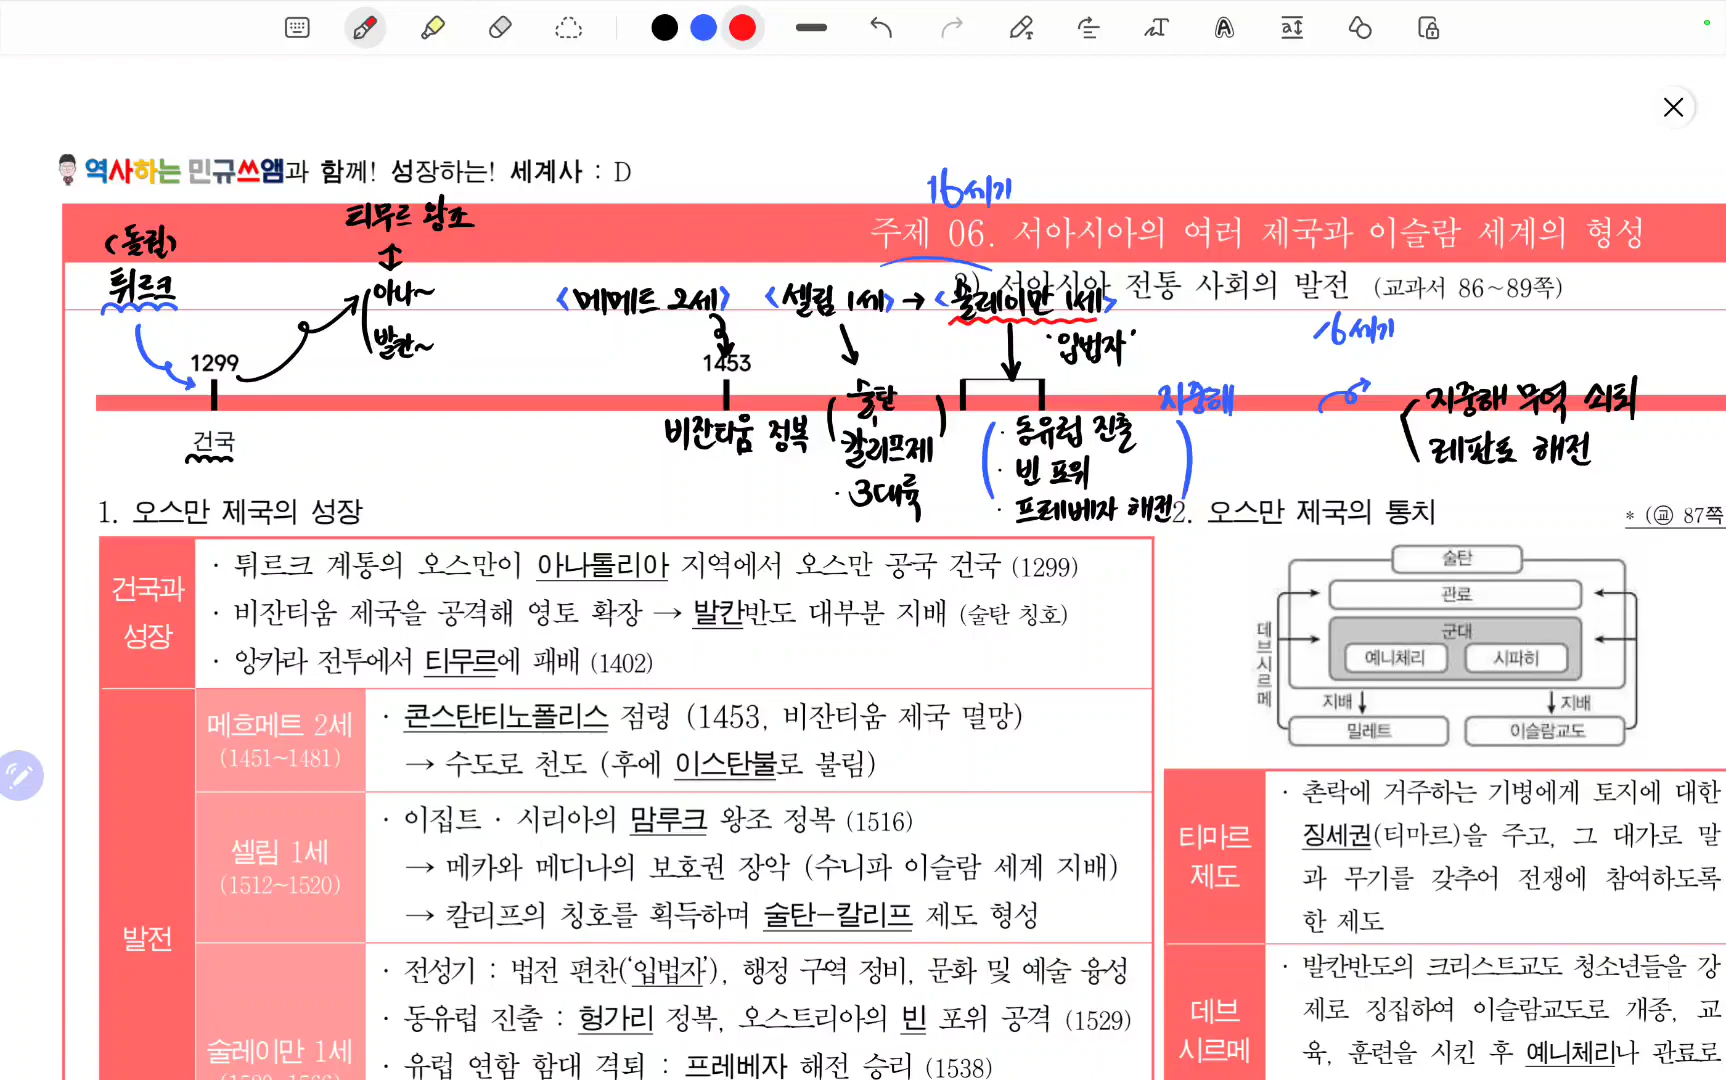 역사하는 민규쓰앰과 함께! 성장하는! 세계사 : D
16세기
주제 06. 서아시아의 여러 제국과 이슬람 세계의 형성
서아시아 전통 사회의 발전 (교과서 86~89쪽)
(돌궐)
튀르크
티무르 왕조
아나~
발칸~
<메메트 2세>
<셀림 1세> → <술레이만 1세>
'입법자'
16세기
1299
1453
건국
비잔티움 정복
술탄
칼리프제
· 3대륙
지중해
· 동유럽 진출
· 빈 포위
· 프레베자 해전
지중해 무역 쇠퇴
레판토 해전
1. 오스만 제국의 성장
건국과
성장
· 튀르크 계통의 오스만이 아나톨리아 지역에서 오스만 공국 건국 (1299)
· 비잔티움 제국을 공격해 영토 확장 → 발칸반도 대부분 지배 (술탄 칭호)
· 앙카라 전투에서 티무르에 패배 (1402)
발전
메흐메트 2세
(1451~1481)
· 콘스탄티노폴리스 점령 (1453, 비잔티움 제국 멸망)
→ 수도로 천도 (후에 이스탄불로 불림)
셀림 1세
(1512~1520)
· 이집트 · 시리아의 맘루크 왕조 정복 (1516)
→ 메카와 메디나의 보호권 장악 (수니파 이슬람 세계 지배)
→ 칼리프의 칭호를 획득하며 술탄-칼리프 제도 형성
술레이만 1세
· 전성기 : 법전 편찬('입법자'), 행정 구역 정비, 문화 및 예술 융성
· 동유럽 진출 : 헝가리 정복, 오스트리아의 빈 포위 공격 (1529)
· 유럽 연합 함대 격퇴 : 프레베자 해전 승리 (1538)
2. 오스만 제국의 통치
* (㉿ 87쪽
술탄
관료
군대
예니체리
시파히
데브시르메
지배
지배
밀레트
이슬람교도
티마르
제도
· 촌락에 거주하는 기병에게 토지에 대한
징세권(티마르)을 주고, 그 대가로 말
과 무기를 갖추어 전쟁에 참여하도록
한 제도
데브
시르메
· 발칸반도의 크리스트교도 청소년들을 강
제로 징집하여 이슬람교도로 개종, 교
육, 훈련을 시킨 후 예니체리나 관료로